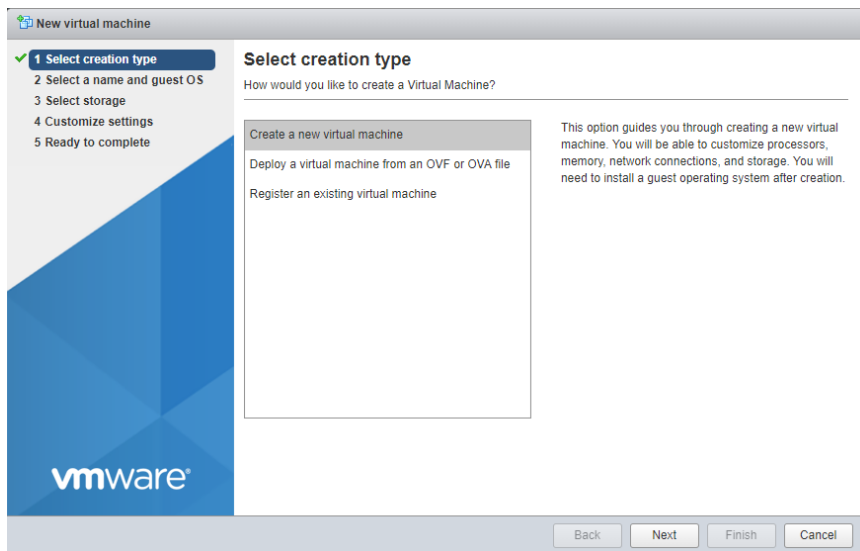 New virtual machine
1 Select creation type
2 Select a name and guest OS
3 Select storage
4 Customize settings
5 Ready to complete
Select creation type
How would you like to create a Virtual Machine?
Create a new virtual machine
Deploy a virtual machine from an OVF or OVA file
Register an existing virtual machine
This option guides you through creating a new virtual
machine. You will be able to customize processors,
memory, network connections, and storage. You will
need to install a guest operating system after creation.
vmware®
Back
Next
Finish
Cancel